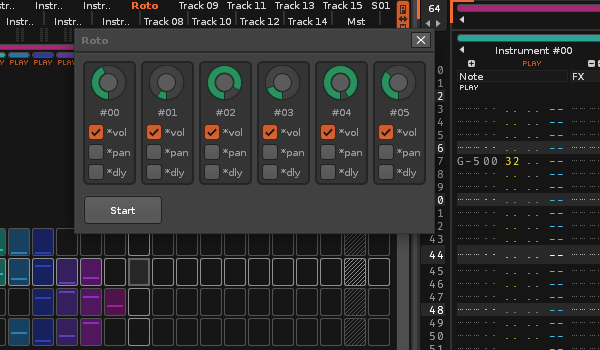 str.. Instr.. Roto Track 09 Track 11 Track 13 Track 15 S01 64
Instr.. Instr.. Track 08 Track 10 Track 12 Track 14 Mst
Roto
Instrument #00
PLAY PLAY PLAY
PLAY
Note FX
PLAY
#00 #01 #02 #03 #04 #05
*vol *vol *vol *vol *vol *vol
*pan *pan *pan *pan *pan *pan
*dly *dly *dly *dly *dly *dly
Start
0
1
2
3
4
5
6
7 G-500 32
8
9
0
1
2
43
44
45
46
47
48
49
50